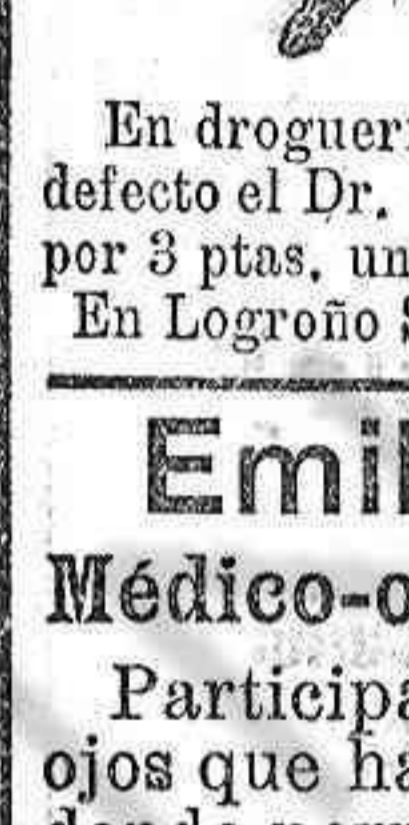 En droguer
defecto el Dr.
por 3 ptas. un
En Logroño
Emil
Médico-o
Participa
ojos que ha